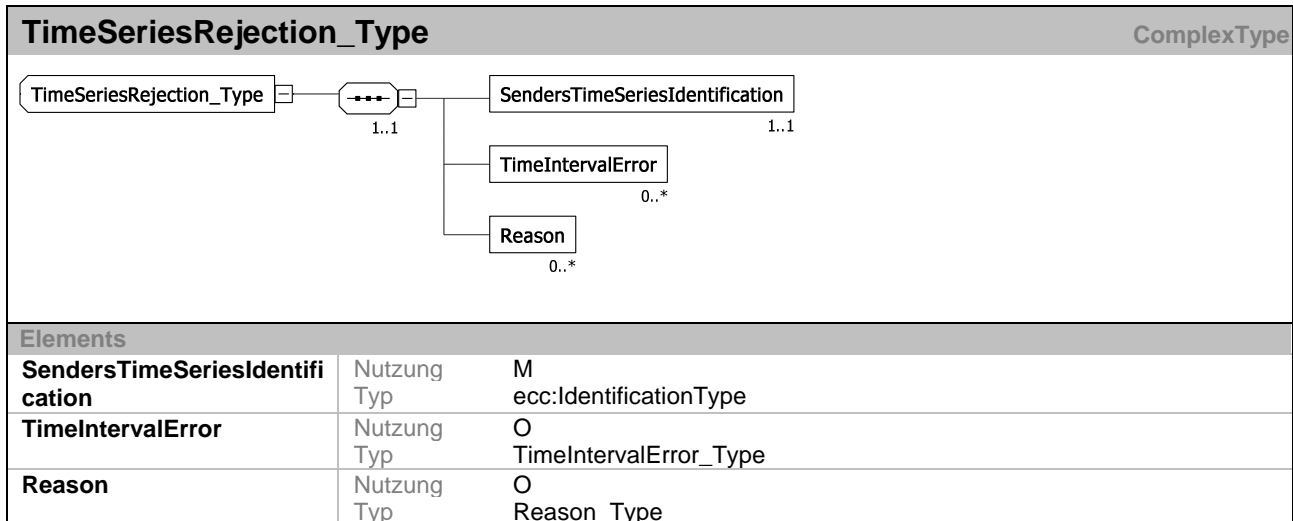 TimeSeriesRejection_Type ComplexType
TimeSeriesRejection_Type
1..1
SendersTimeSeriesIdentification
1..1
TimeIntervalError
0..*
Reason
0..*
Elements
SendersTimeSeriesIdentifi Nutzung M
cation Typ ecc:IdentificationType
TimeIntervalError Nutzung O
Typ TimeIntervalError_Type
Reason Nutzung O
Typ Reason_Type